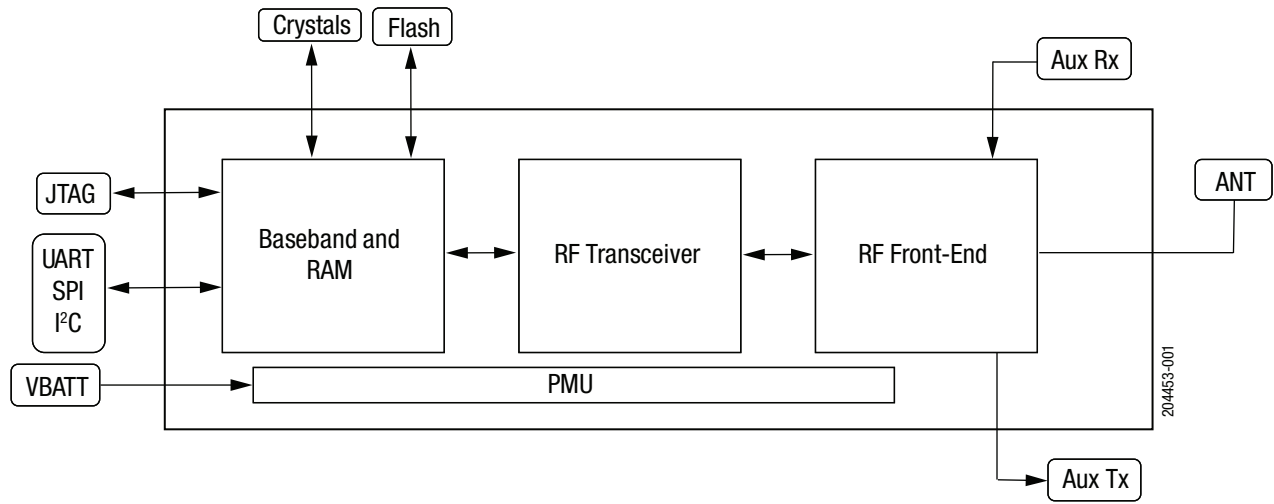 Crystals
Flash
Aux Rx
JTAG
ANT
Baseband and
RAM
RF Transceiver
RF Front-End
UART
SPI
I²C
VBATT
PMU
204453-001
Aux Tx